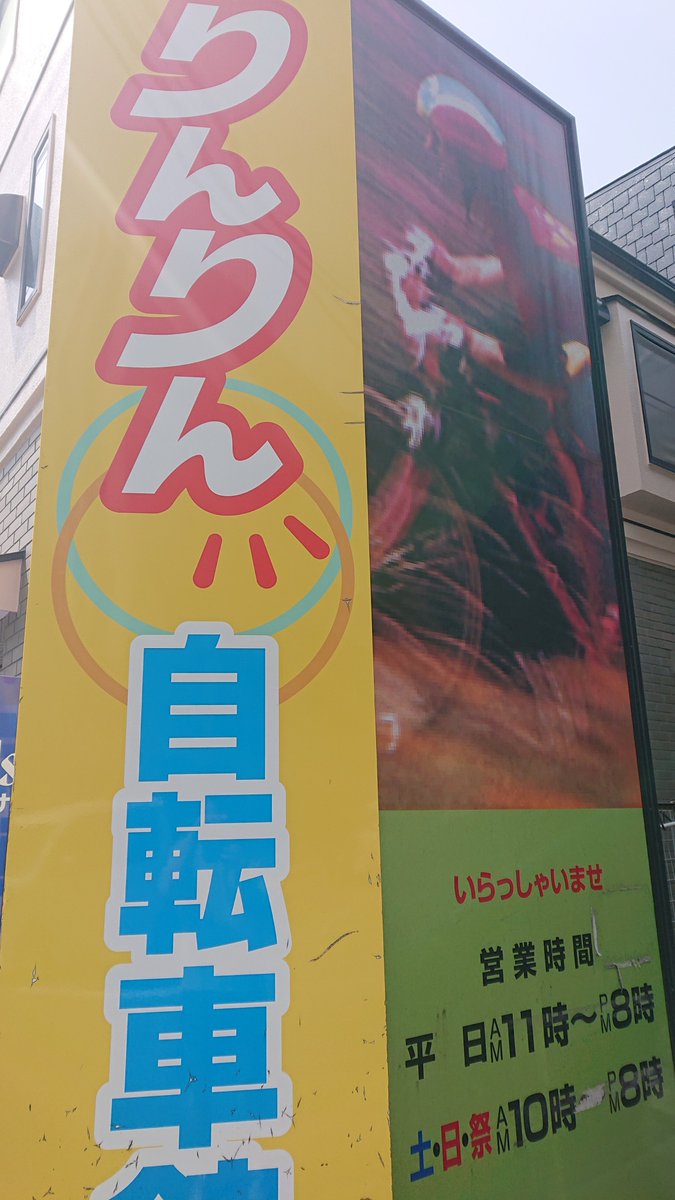 りんりん
自転車
いらっしゃいませ
営業時間
平日AM11時〜PM8時
土・日・祭AM10時〜PM8時